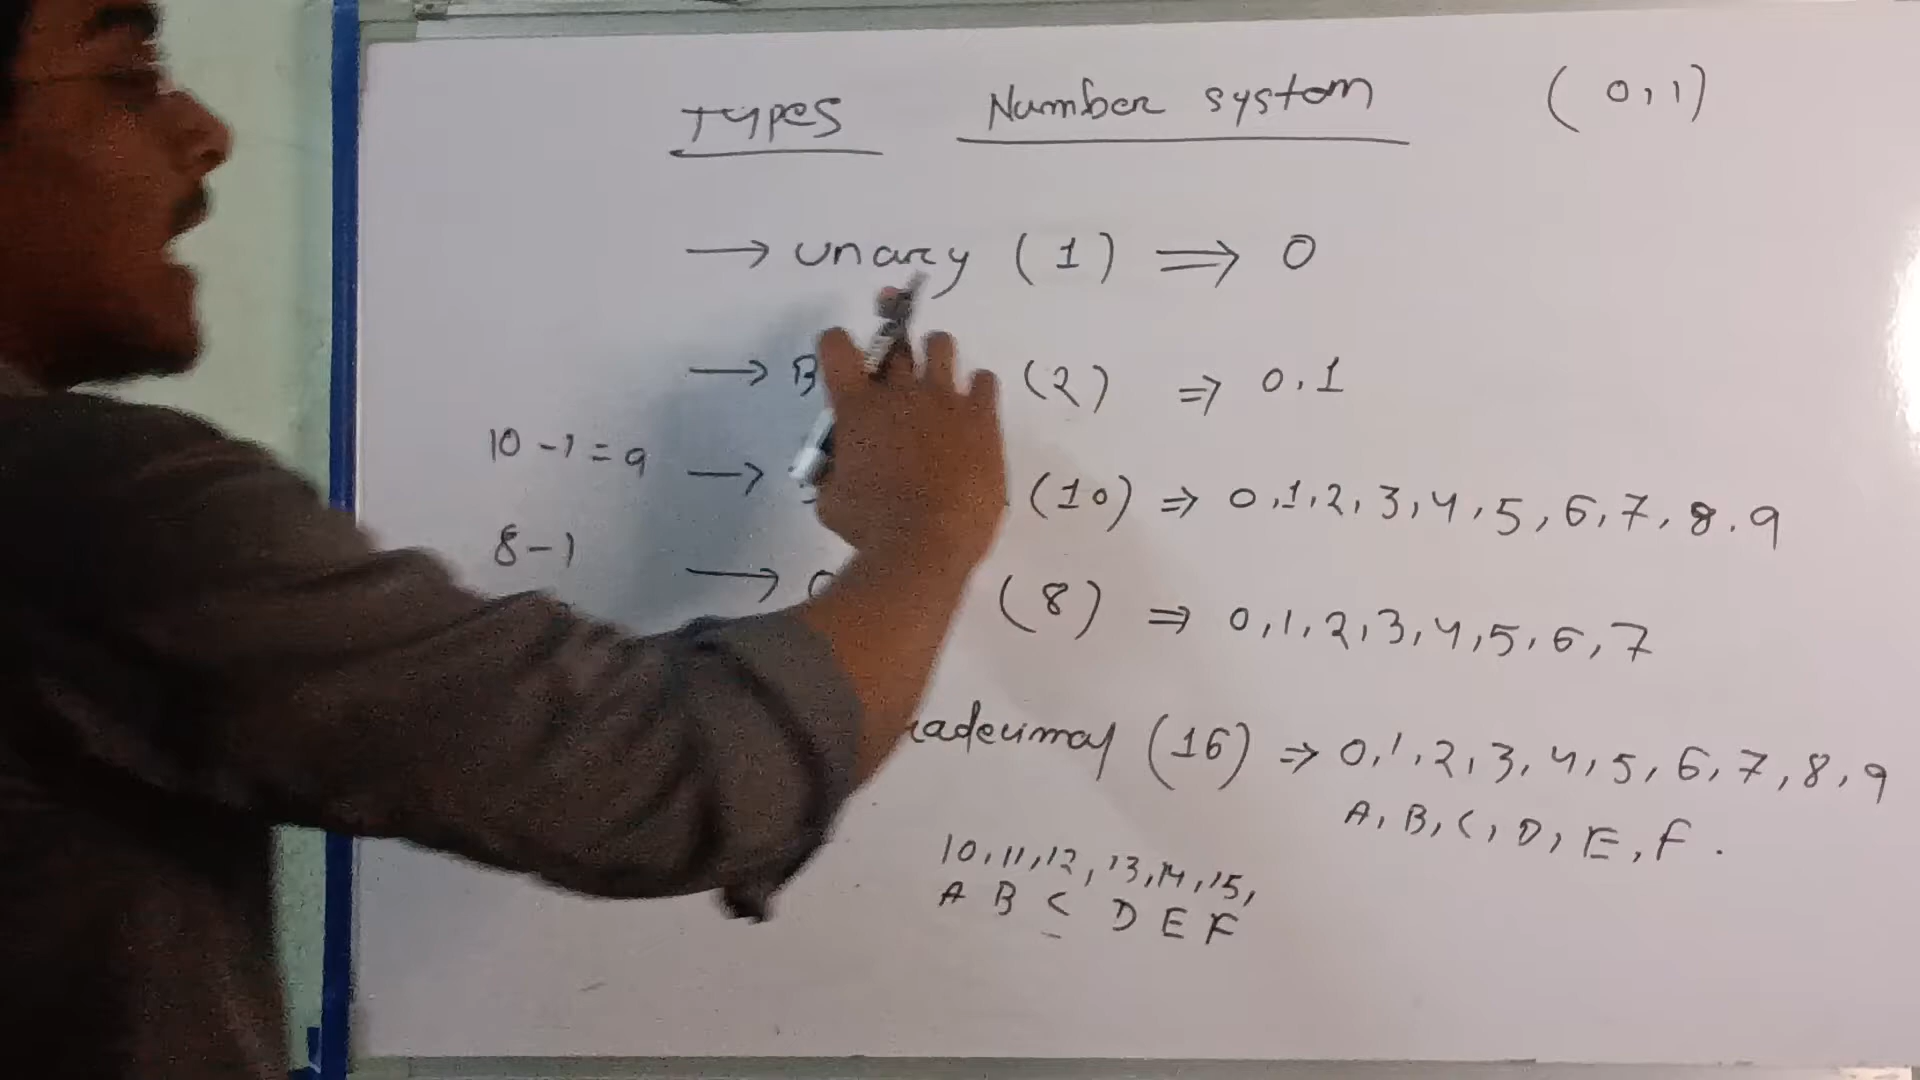 Types Number system (0,1)
→ unary (1) ⇒ 0
→ B (2) ⇒ 0,1
10-1=9 → (10) ⇒ 0,1,2,3,4,5,6,7,8,9
8-1 → (8) ⇒ 0,1,2,3,4,5,6,7
adecimal (16) ⇒ 0,1,2,3,4,5,6,7,8,9
A,B,C,D,E,F.
10,11,12,13,14,15,
A B C D E F